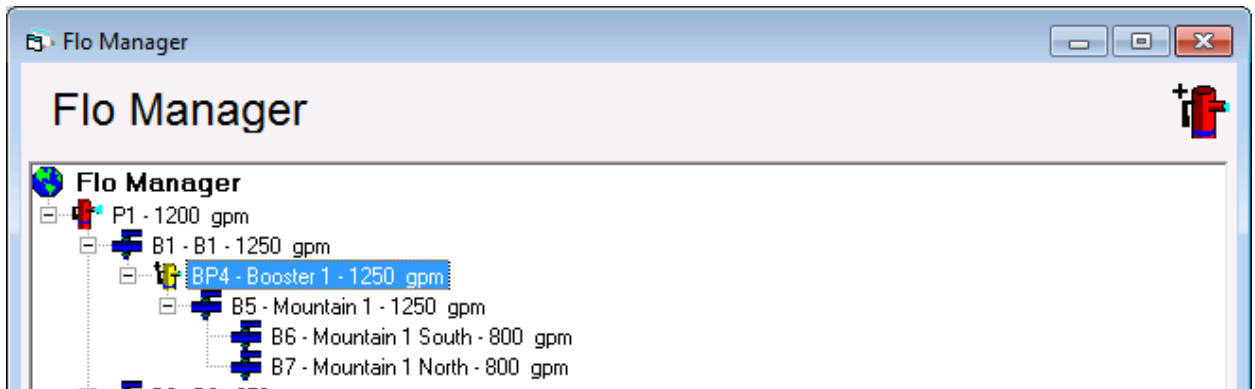 Flo Manager
Flo Manager
Flo Manager
P1 - 1200 gpm
B1 - B1 - 1250 gpm
BP4 - Booster 1 - 1250 gpm
B5 - Mountain 1 - 1250 gpm
B6 - Mountain 1 South - 800 gpm
B7 - Mountain 1 North - 800 gpm